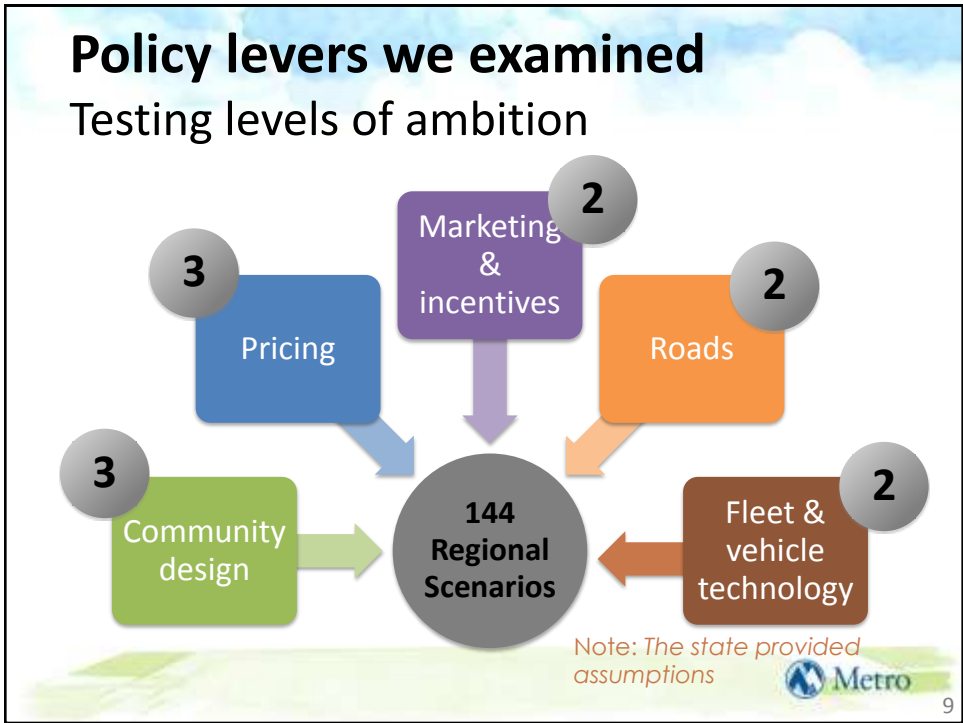 Policy levers we examined
Testing levels of ambition
2
Marketing
&
incentives
3
Pricing
2
Roads
3
Community
design
144
Regional
Scenarios
2
Fleet &
vehicle
technology
Note: The state provided
assumptions
Metro
9